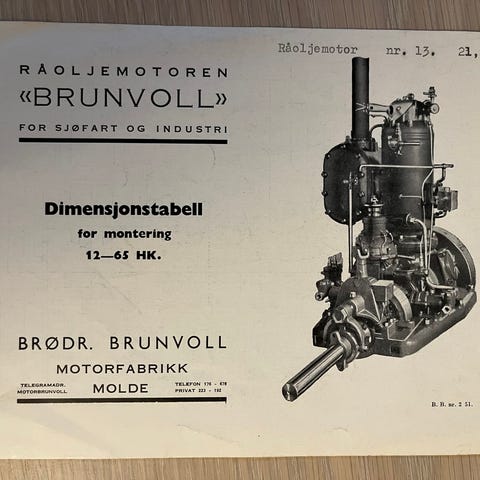 Råoljemotor nr. 13. 21,
RÅOLJEMOTOREN
«BRUNVOLL»
FOR SJØFART OG INDUSTRI
Dimensjonstabell
for montering
12—65 HK.
BRØDR. BRUNVOLL
MOTORFABRIKK
MOLDE
TELEGRAMADR.
MOTORBRUNVOLL
TELEFON 176 - 678
PRIVAT 223 - 192
B. B. nr. 2 51.